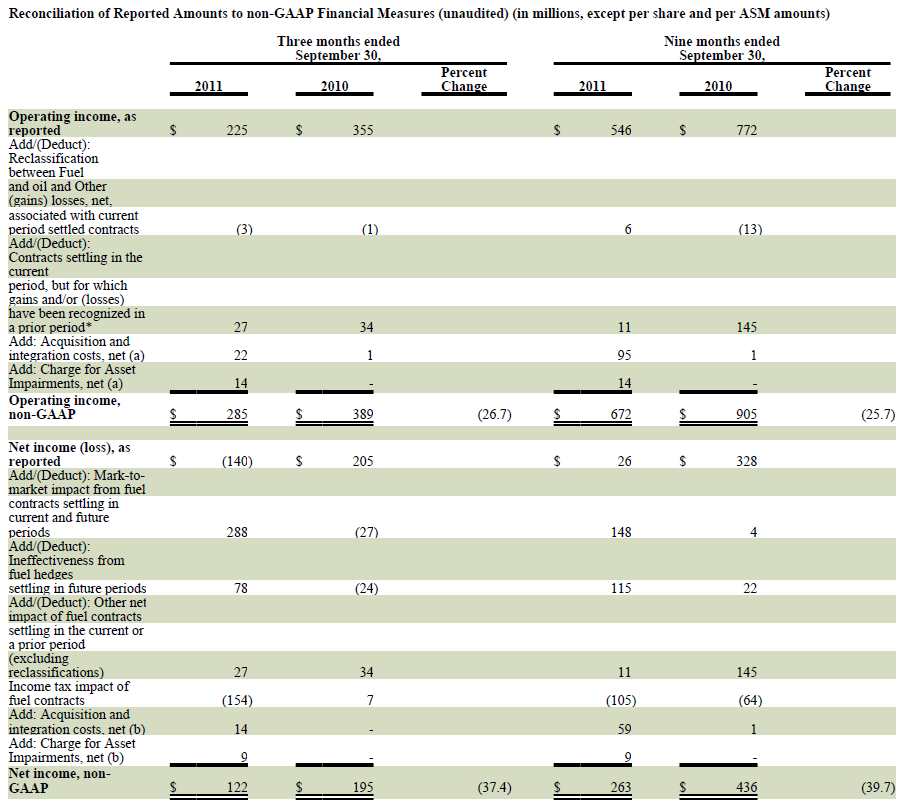 Reconciliation of Reported Amounts to non-GAAP Financial Measures (unaudited) (in millions, except per share and per ASM amounts)
Three months ended Nine months ended
September 30, September 30,
Percent Percent
2011 2010 Change 2011 2010 Change
Operating income, as
reported $ 225 $ 355 $ 546 $ 772
Add/(Deduct):
Reclassification
between Fuel
and oil and Other
(gains) losses, net,
associated with current
period settled contracts (3) (1) 6 (13)
Add/(Deduct):
Contracts settling in the
current
period, but for which
gains and/or (losses)
have been recognized in
a prior period* 27 34 11 145
Add: Acquisition and
integration costs, net (a) 22 1 95 1
Add: Charge for Asset
Impairments, net (a) 14 - 14 -
Operating income,
non-GAAP $ 285 $ 389 (26.7) $ 672 $ 905 (25.7)
Net income (loss), as
reported $ (140) $ 205 $ 26 $ 328
Add/(Deduct): Mark-to-
market impact from fuel
contracts settling in
current and future
periods 288 (27) 148 4
Add/(Deduct):
Ineffectiveness from
fuel hedges
settling in future periods 78 (24) 115 22
Add/(Deduct): Other net
impact of fuel contracts
settling in the current or
a prior period
(excluding
reclassifications) 27 34 11 145
Income tax impact of
fuel contracts (154) 7 (105) (64)
Add: Acquisition and
integration costs, net (b) 14 - 59 1
Add: Charge for Asset
Impairments, net (b) 9 - 9 -
Net income, non-
GAAP $ 122 $ 195 (37.4) $ 263 $ 436 (39.7)